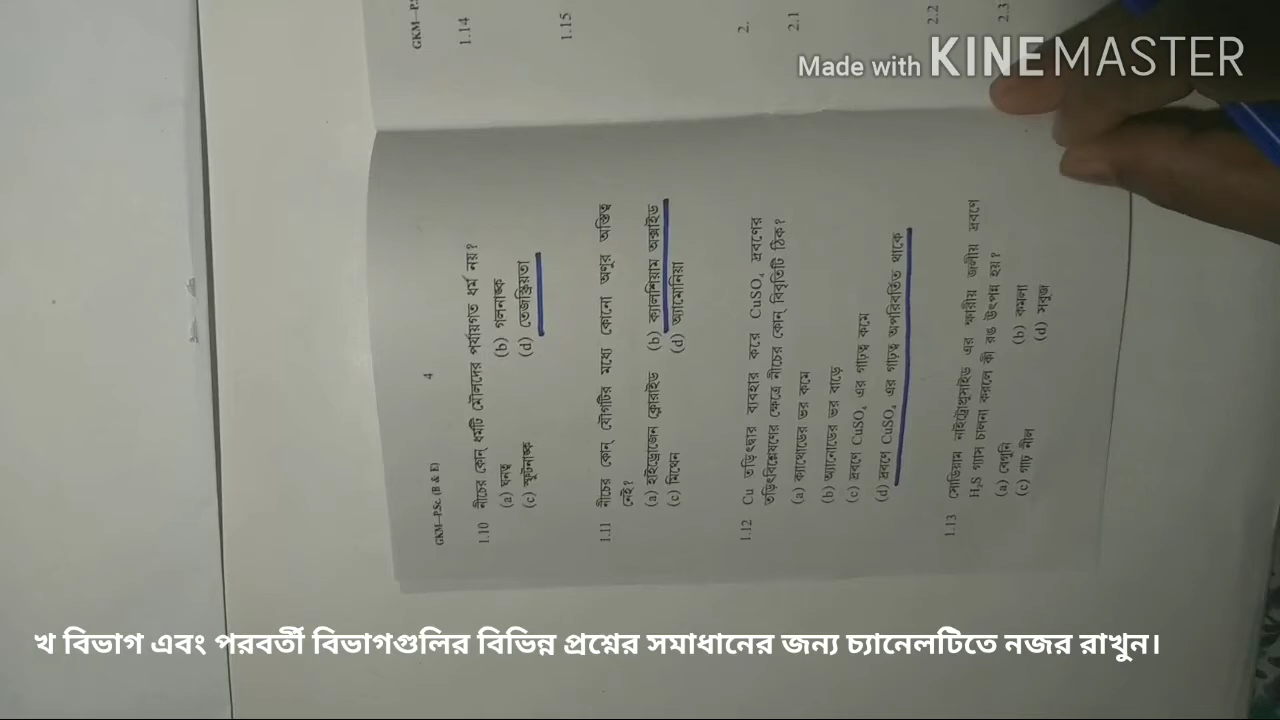 GKM—P.Sc. (B & E)
4
1.10 নীচের কোন্ ধর্মটি মৌলদের পর্যায়গত ধর্ম নয়?
(a) ঘনত্ব (b) গলনাঙ্ক
(c) স্ফুটনাঙ্ক (d) তেজস্ক্রিয়তা
1.11 নীচের কোন্ যৌগটির মধ্যে কোনো অণুর অস্তিত্ব
নেই?
(a) হাইড্রোজেন ক্লোরাইড (b) ক্যালশিয়াম অক্সাইড
(c) মিথেন (d) অ্যামোনিয়া
1.12 Cu তড়িৎদ্বার ব্যবহার করে CuSO₄ দ্রবণের
তড়িৎবিশ্লেষণের ক্ষেত্রে নীচের কোন্ বিবৃতিটি ঠিক?
(a) ক্যাথোডের ভর কমে
(b) অ্যানোডের ভর বাড়ে
(c) দ্রবণে CuSO₄ এর গাঢ়ত্ব কমে
(d) দ্রবণে CuSO₄ এর গাঢ়ত্ব অপরিবর্তিত থাকে
1.13 সোডিয়াম নাইট্রোপ্রুসাইড এর ক্ষারীয় জলীয় দ্রবণে
H₂S গ্যাস চালনা করলে কী রঙ উৎপন্ন হয়?
(a) বেগুনি (b) কমলা
(c) গাঢ় নীল (d) সবুজ
1.14
1.15
2.
2.1
2.2
2.3
Made with KINEMASTER
খ বিভাগ এবং পরবর্তী বিভাগগুলির বিভিন্ন প্রশ্নের সমাধানের জন্য চ্যানেলটিতে নজর রাখুন।